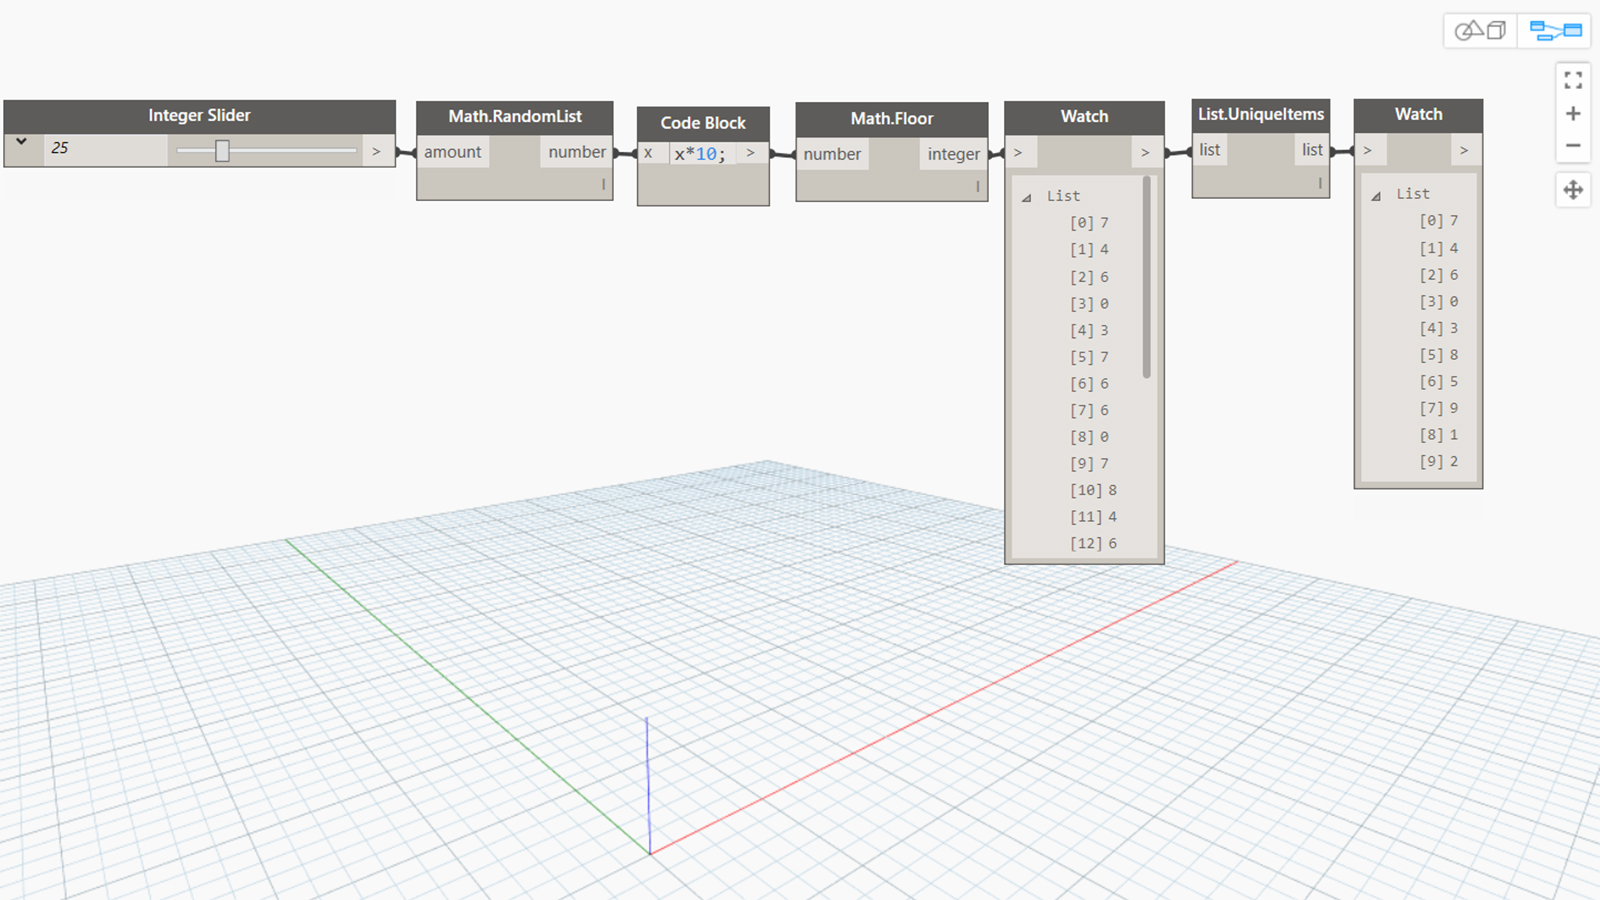 Integer Slider
25
>
Math.RandomList
amount
number
l
Code Block
x
x*10;
>
Math.Floor
number
integer
l
Watch
>
>
List
[0] 7
[1] 4
[2] 6
[3] 0
[4] 3
[5] 7
[6] 6
[7] 6
[8] 0
[9] 7
[10] 8
[11] 4
[12] 6
List.UniqueItems
list
list
l
Watch
>
>
List
[0] 7
[1] 4
[2] 6
[3] 0
[4] 3
[5] 8
[6] 5
[7] 9
[8] 1
[9] 2